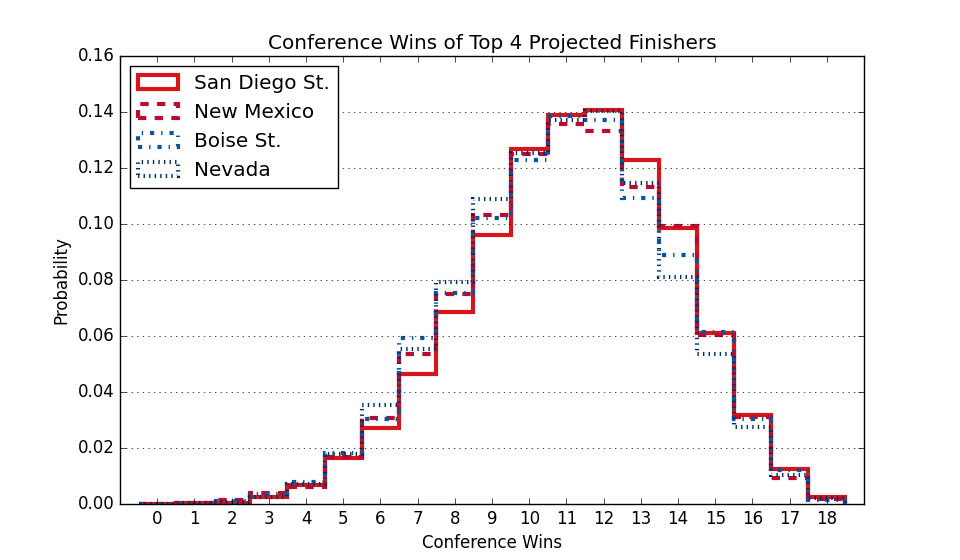 Conference Wins of Top 4 Projected Finishers
San Diego St.
New Mexico
Boise St.
Nevada
Probability
0.16
0.14
0.12
0.10
0.08
0.06
0.04
0.02
0.00
0 1 2 3 4 5 6 7 8 9 10 11 12 13 14 15 16 17 18
Conference Wins